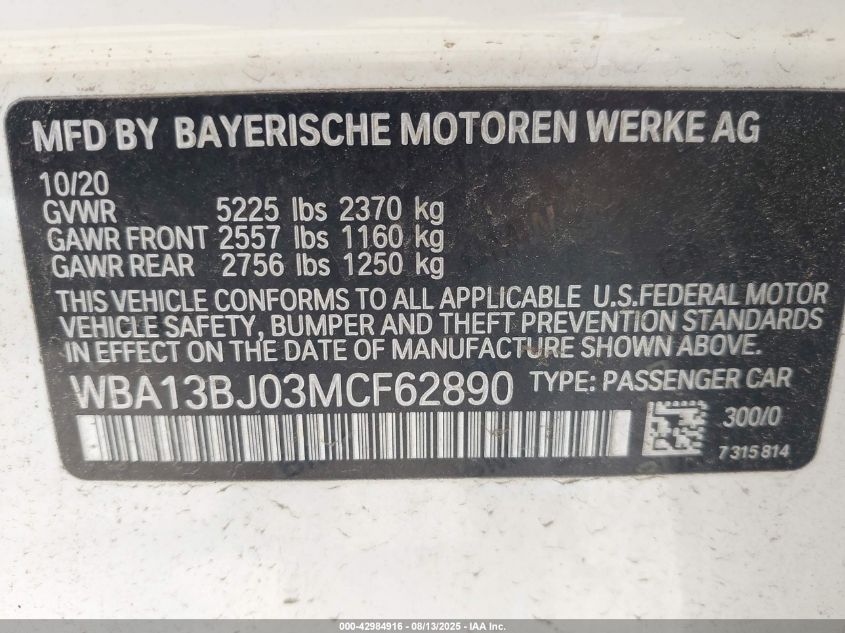 MFD BY BAYERISCHE MOTOREN WERKE AG
10/20
GVWR 5225 lbs 2370 kg
GAWR FRONT 2557 lbs 1160 kg
GAWR REAR 2756 lbs 1250 kg
THIS VEHICLE CONFORMS TO ALL APPLICABLE U.S.FEDERAL MOTOR
VEHICLE SAFETY, BUMPER AND THEFT PREVENTION STANDARDS
IN EFFECT ON THE DATE OF MANUFACTURE SHOWN ABOVE.
WBA13BJ03MCF62890 TYPE: PASSENGER CAR
300/0
7315814
000-42984916 - 08/13/2025 - IAA Inc.